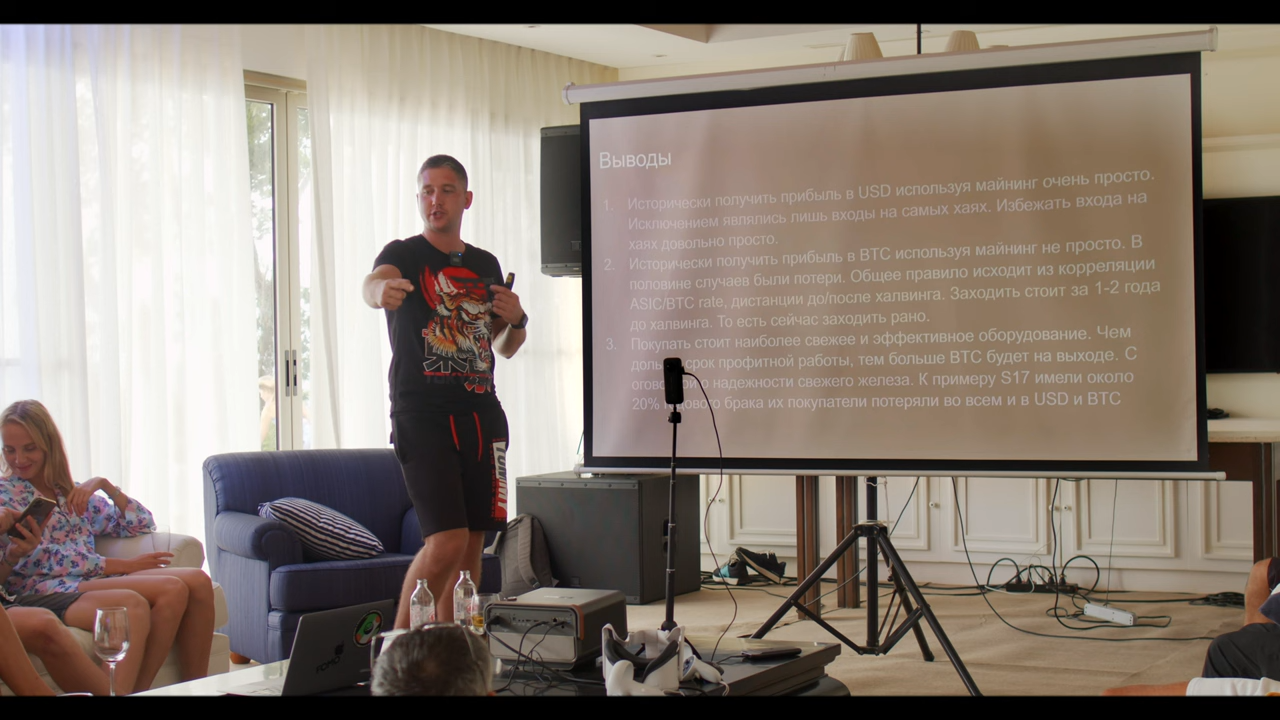 Выводы
1. Исторически получить прибыль в USD используя майнинг очень просто.
Исключением являлись лишь входы на самых хаях. Избежать входа на
хаях довольно просто.
2. Исторически получить прибыль в BTC используя майнинг не просто. В
половине случаев были потери. Общее правило исходит из корреляции
ASIC/BTC rate, дистанции до/после халвинга. Заходить стоит за 1-2 года
до халвинга. То есть сейчас заходить рано.
3. Покупать стоит наиболее свежее и эффективное оборудование. Чем
срок профитной работы, тем больше BTC будет на выходе. С
о надежности свежего железа. К примеру S17 имели около
20% брака их покупатели потеряли во всем и в USD и BTC